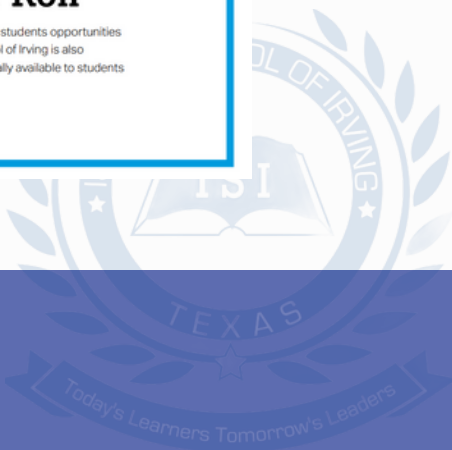 Roll
students opportunities
ol of Irving is also
ally available to students
OL OF IRVING
ISI
TEXAS
Today's Learners Tomorrow's Leaders